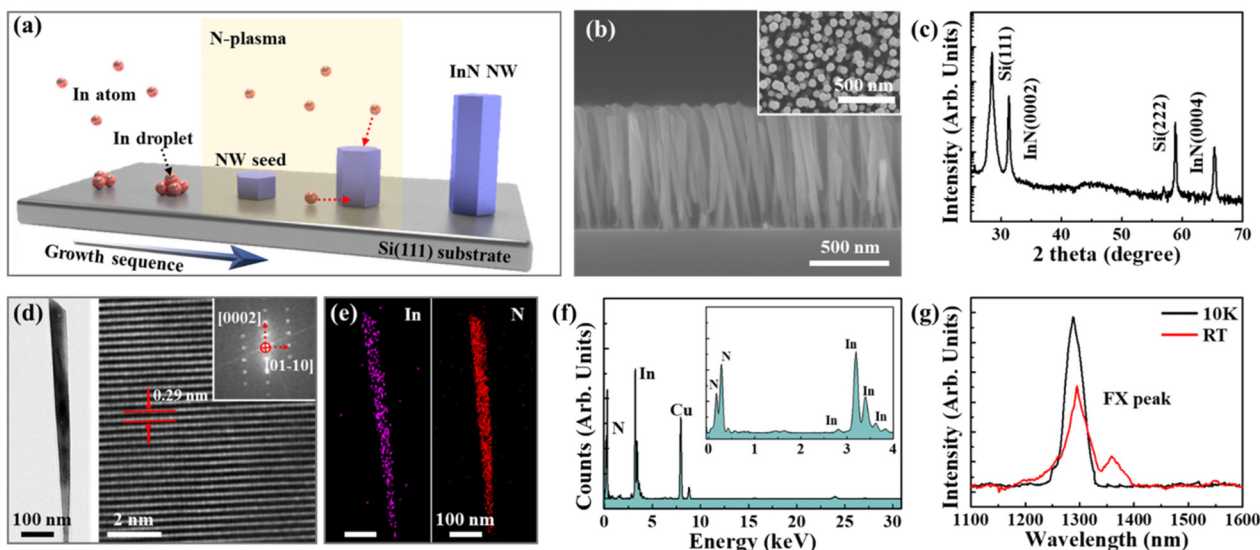 (a)
N-plasma
InN NW
In atom
In droplet
NW seed
Si(111) substrate
Growth sequence
(b)
500 nm
500 nm
(c)
Intensity (Arb. Units)
Si(111)
InN(0002)
Si(222)
InN(0004)
30 40 50 60 70
2 theta (degree)
(d)
[0002]
[01-10]
0.29 nm
100 nm
2 nm
(e)
In
N
100 nm
(f)
Counts (Arb. Units)
N
In
Cu
N
N
In
In
In
In
0 1 2 3 4
0 5 10 15 20 25 30
Energy (keV)
(g)
10K
RT
FX peak
Intensity (Arb. Units)
1100 1200 1300 1400 1500 1600
Wavelength (nm)